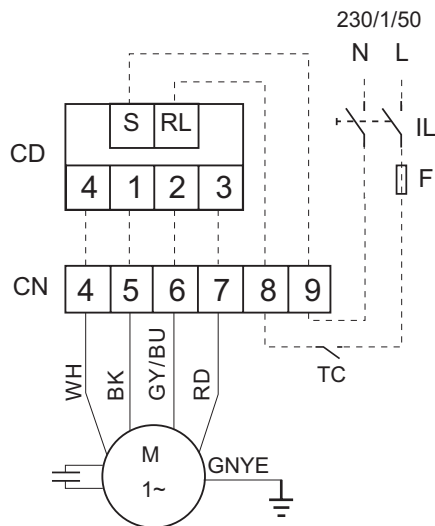 230/1/50
N L
IL
S RL
CD
F
4 1 2 3
CN
4 5 6 7 8 9
TC
WH
BK
GY/BU
RD
M
1~
GNYE